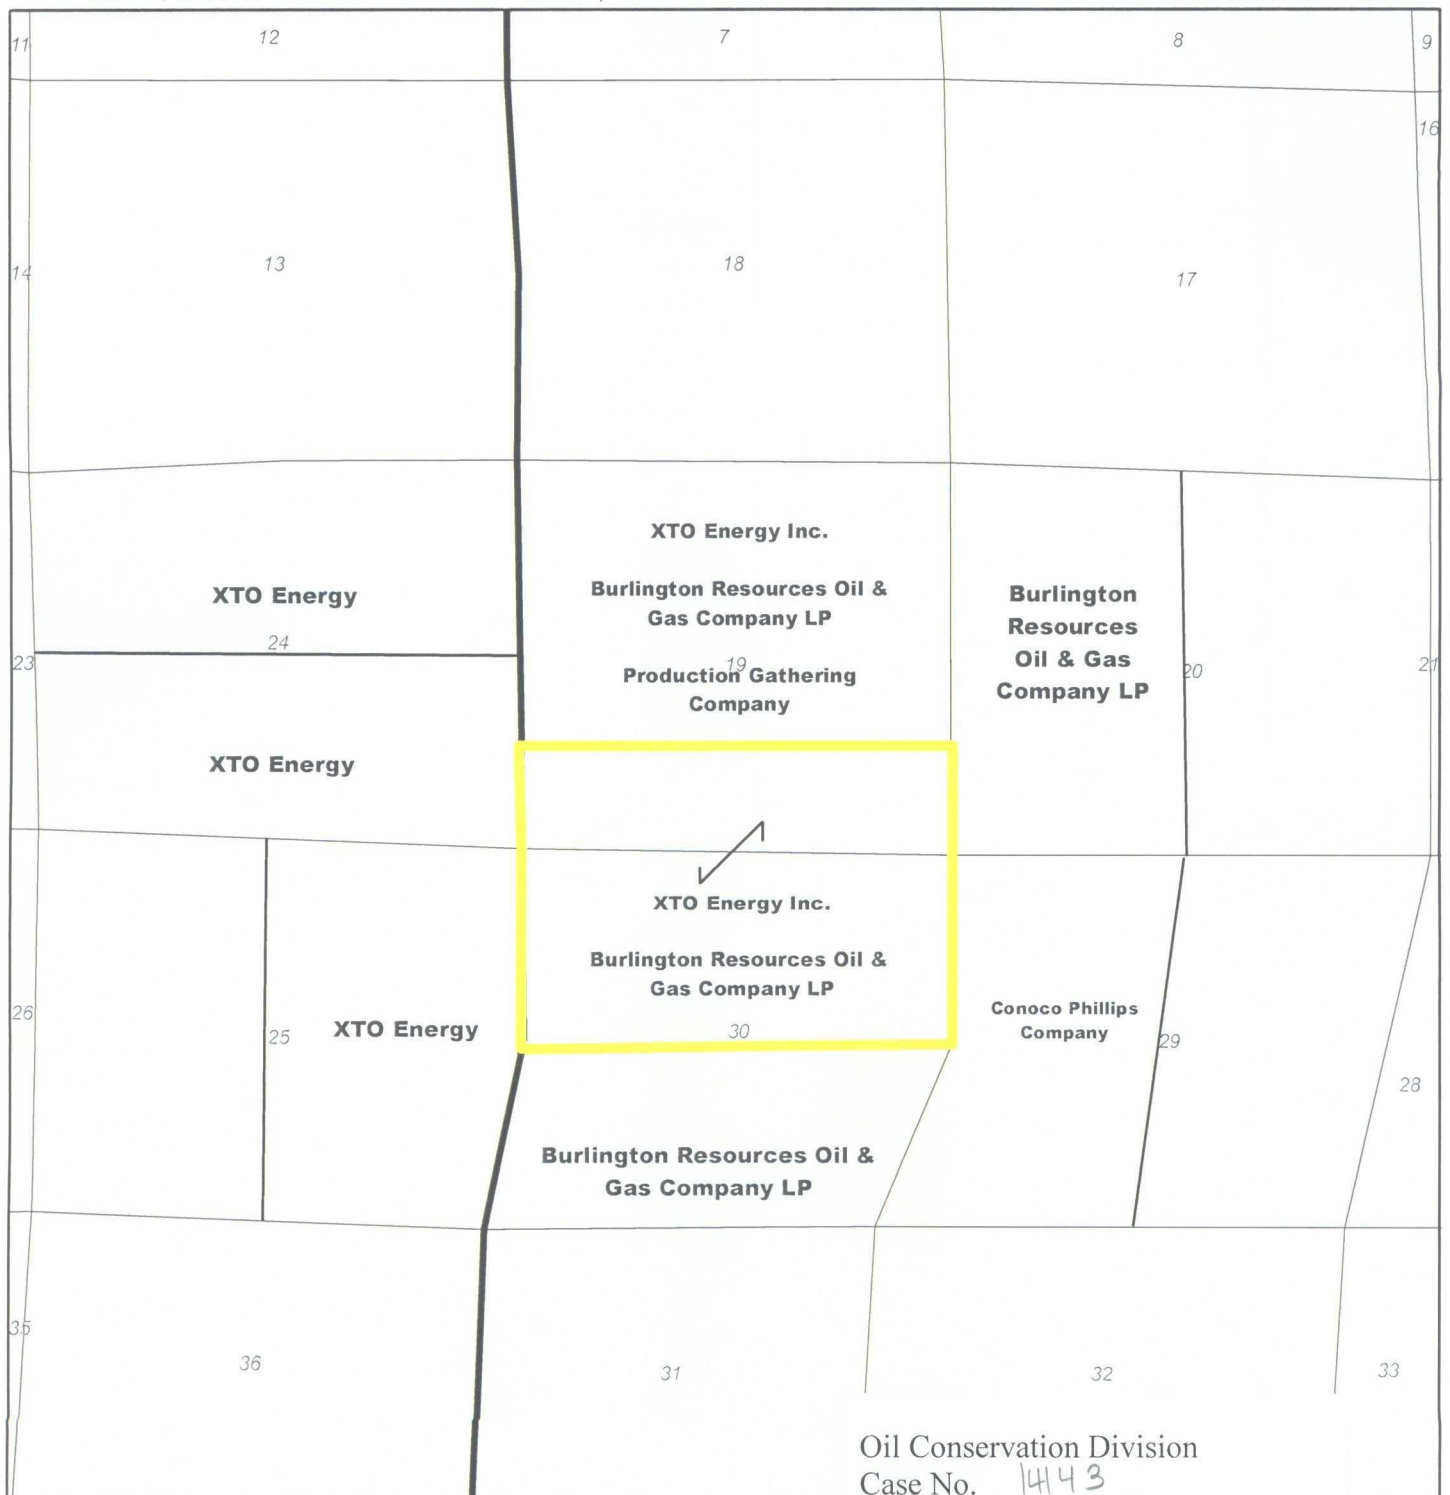 11
12
7
8
9
16
14
13
18
17
XTO Energy Inc.
Burlington Resources Oil &
Gas Company LP
19
Production Gathering
Company
XTO Energy
24
23
XTO Energy
Burlington
Resources
Oil & Gas
Company LP
20
21
XTO Energy Inc.
Burlington Resources Oil &
Gas Company LP
30
26
25
XTO Energy
Conoco Phillips
Company
29
28
Burlington Resources Oil &
Gas Company LP
35
36
31
32
33
Oil Conservation Division
Case No. 14143